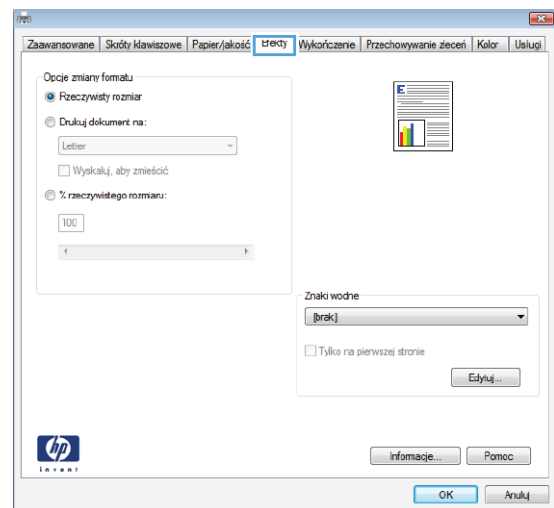 Zaawansowane Skróty klawiszowe Papier/jakość Efekty Wykończenie Przechowywanie zleceń Kolor Usługi
Opcje zmiany formatu
Rzeczywisty rozmiar
Drukuj dokument na:
Letter
Wyskaluj, aby zmieścić
% rzeczywistego rozmiaru:
100
E
Znaki wodne
[brak]
Tylko na pierwszej stronie
Edytuj...
hp
invent
Informacje... Pomoc
OK Anuluj